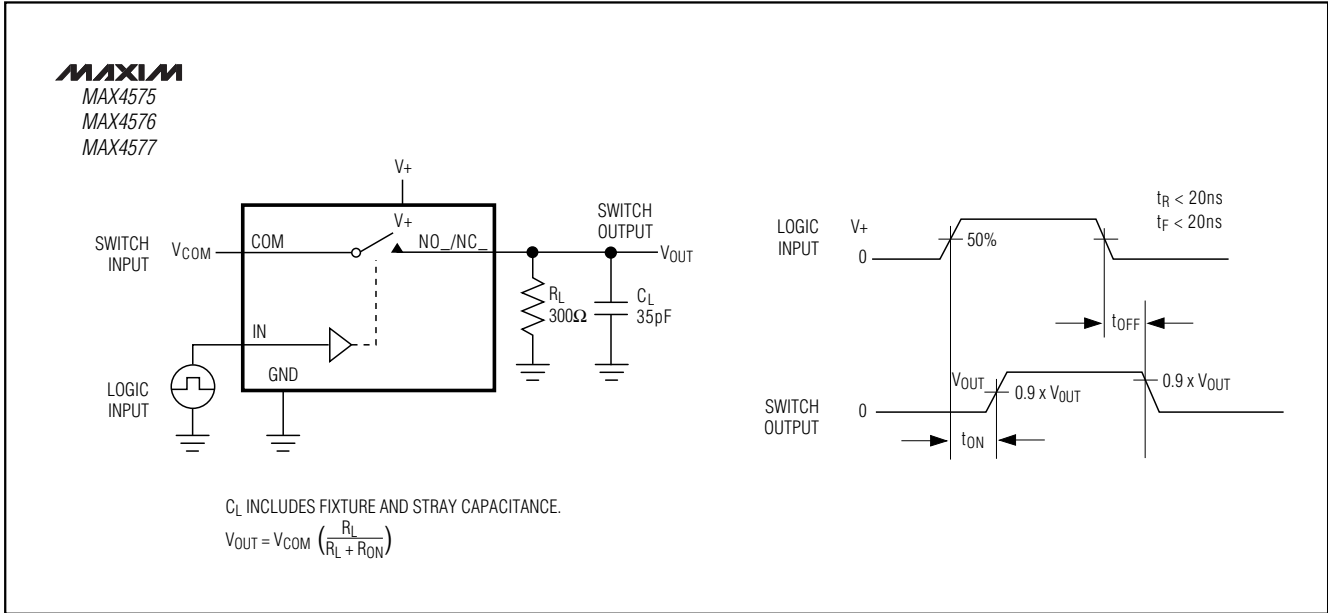 MAXIM
MAX4575
MAX4576
MAX4577
V+
V+
SWITCH INPUT
VCOM
COM
NO_/NC_
SWITCH OUTPUT
VOUT
RL
300Ω
CL
35pF
IN
GND
LOGIC INPUT
CL INCLUDES FIXTURE AND STRAY CAPACITANCE.
VOUT = VCOM (RL / RL + RON)
tR < 20ns
tF < 20ns
LOGIC INPUT
V+
0
50%
tOFF
SWITCH OUTPUT
VOUT
0
0.9 x VOUT
0.9 x VOUT
tON